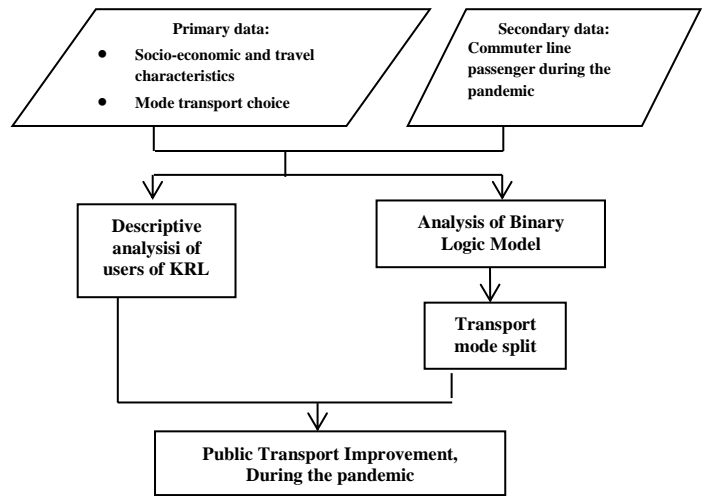 Primary data:
• Socio-economic and travel
characteristics
• Mode transport choice
Secondary data:
Commuter line
passenger during the
pandemic
Descriptive
analysisi of
users of KRL
Analysis of Binary
Logic Model
Transport
mode split
Public Transport Improvement,
During the pandemic